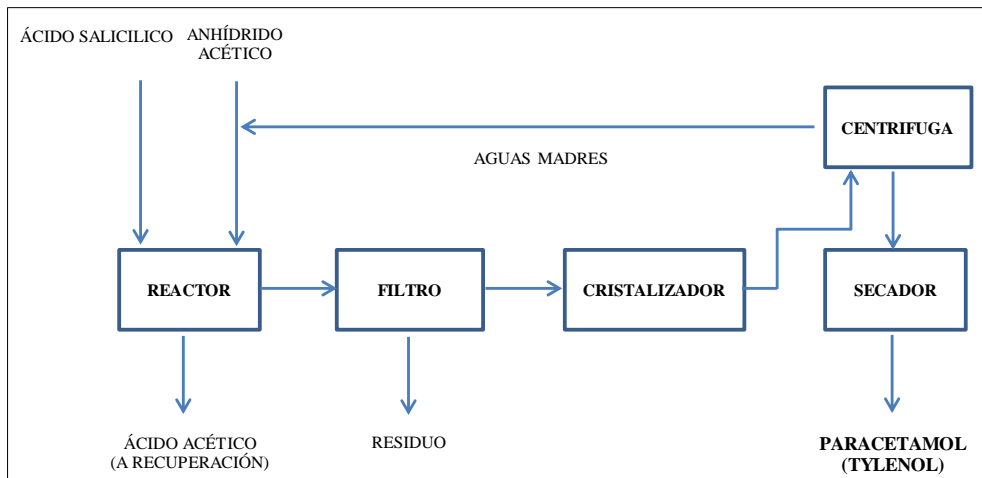 ÁCIDO SALICILICO
ANHÍDRIDO
ACÉTICO
CENTRIFUGA
AGUAS MADRES
REACTOR
FILTRO
CRISTALIZADOR
SECADOR
ÁCIDO ACÉTICO
(A RECUPERACIÓN)
RESIDUO
PARACETAMOL
(TYLENOL)